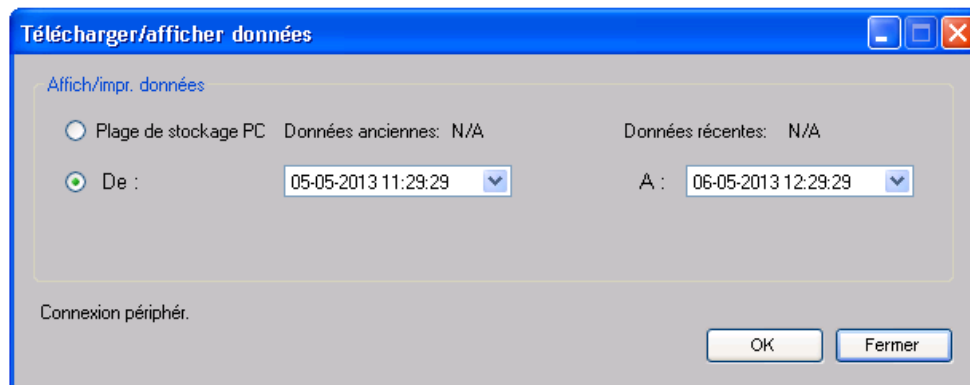 Télécharger/afficher données
Affich/impr. données
Plage de stockage PC Données anciennes: N/A Données récentes: N/A
De : 05-05-2013 11:29:29 A : 06-05-2013 12:29:29
Connexion périphér.
OK Fermer